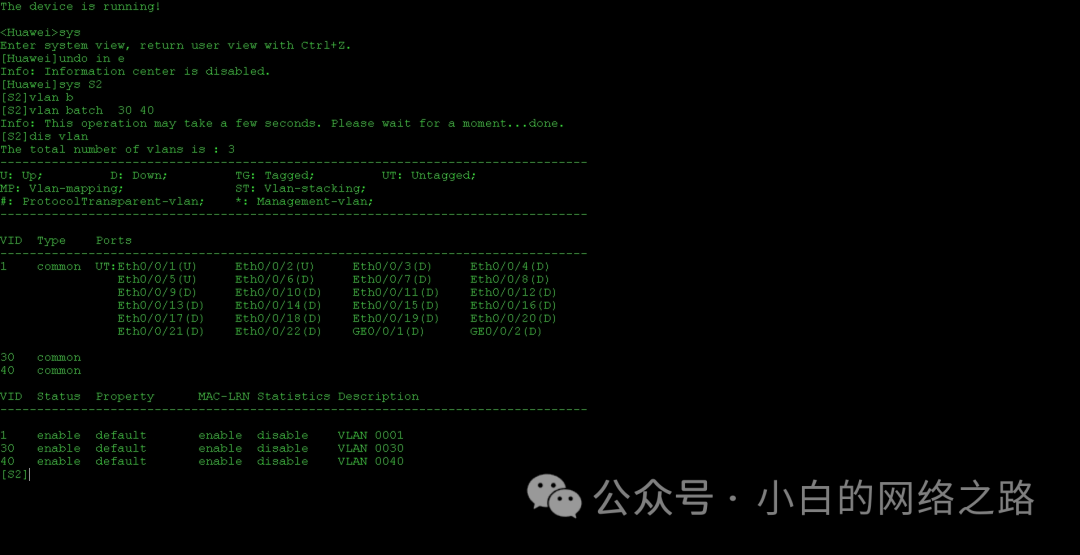 The device is running!
<Huawei>sys
Enter system view, return user view with Ctrl+Z.
[Huawei]undo in e
Info: Information center is disabled.
[Huawei]sys S2
[S2]vlan b
[S2]vlan batch  30 40
Info: This operation may take a few seconds. Please wait for a moment...done.
[S2]dis vlan
The total number of vlans is : 3
--------------------------------------------------------------------------------
U: Up;         D: Down;         TG: Tagged;         UT: Untagged;
MP: Vlan-mapping;               ST: Vlan-stacking;
#: ProtocolTransparent-vlan;    *: Management-vlan;
--------------------------------------------------------------------------------
VID  Type    Ports
--------------------------------------------------------------------------------
1    common  UT:Eth0/0/1(U)     Eth0/0/2(U)     Eth0/0/3(D)     Eth0/0/4(D)
Eth0/0/5(U)     Eth0/0/6(D)     Eth0/0/7(D)     Eth0/0/8(D)
Eth0/0/9(D)     Eth0/0/10(D)    Eth0/0/11(D)    Eth0/0/12(D)
Eth0/0/13(D)    Eth0/0/14(D)    Eth0/0/15(D)    Eth0/0/16(D)
Eth0/0/17(D)    Eth0/0/18(D)    Eth0/0/19(D)    Eth0/0/20(D)
Eth0/0/21(D)    Eth0/0/22(D)    GE0/0/1(D)      GE0/0/2(D)
30   common
40   common
VID  Status  Property      MAC-LRN Statistics Description
--------------------------------------------------------------------------------
1    enable  default       enable  disable    VLAN 0001
30   enable  default       enable  disable    VLAN 0030
40   enable  default       enable  disable    VLAN 0040
[S2]
公众号 · 小白的网络之路